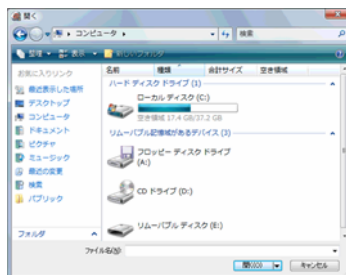 開く
コンピュータ
検索
整理 表示 新しいフォルダ
お気に入りリンク
最近表示した場所
デスクトップ
コンピュータ
ドキュメント
ピクチャ
ミュージック
最近の変更
検索
パブリック
フォルダ
名前 種類 合計サイズ 空き領域
ハード ディスク ドライブ (1)
ローカル ディスク (C:)
空き領域 17.4 GB/37.2 GB
リムーバブル記憶域があるデバイス (3)
フロッピー ディスク ドライブ
(A:)
CD ドライブ (D:)
リムーバブル ディスク (E:)
ファイル名(N):
開く(O) キャンセル